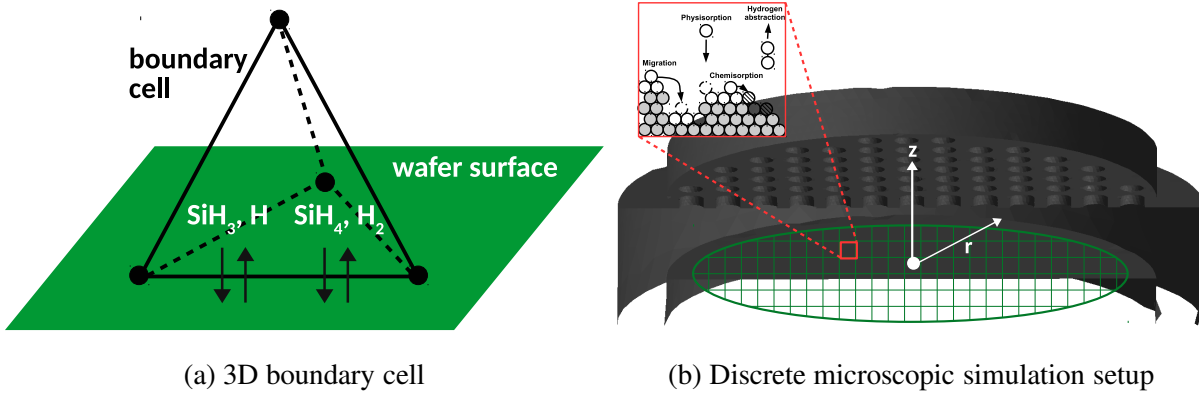 boundary
cell
wafer surface
SiH3, H SiH4, H2
(a) 3D boundary cell
Physisorption
Hydrogen
abstraction
Migration
Chemisorption
z
r
(b) Discrete microscopic simulation setup